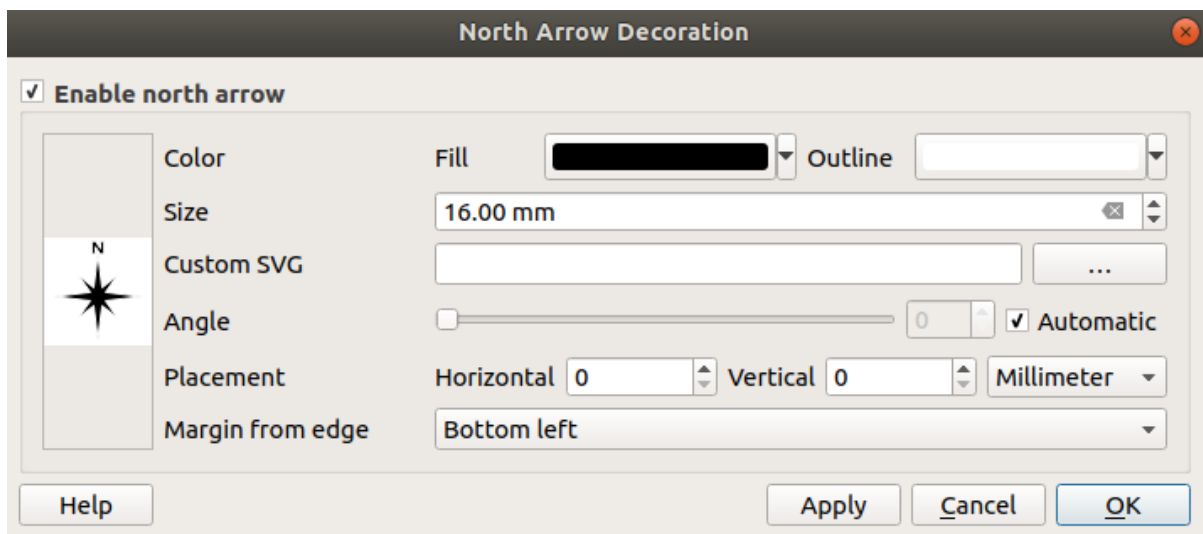 North Arrow Decoration
Enable north arrow
Color Fill Outline
Size 16.00 mm
N
Custom SVG ...
Angle 0 Automatic
Placement Horizontal 0 Vertical 0 Millimeter
Margin from edge Bottom left
Help Apply Cancel OK